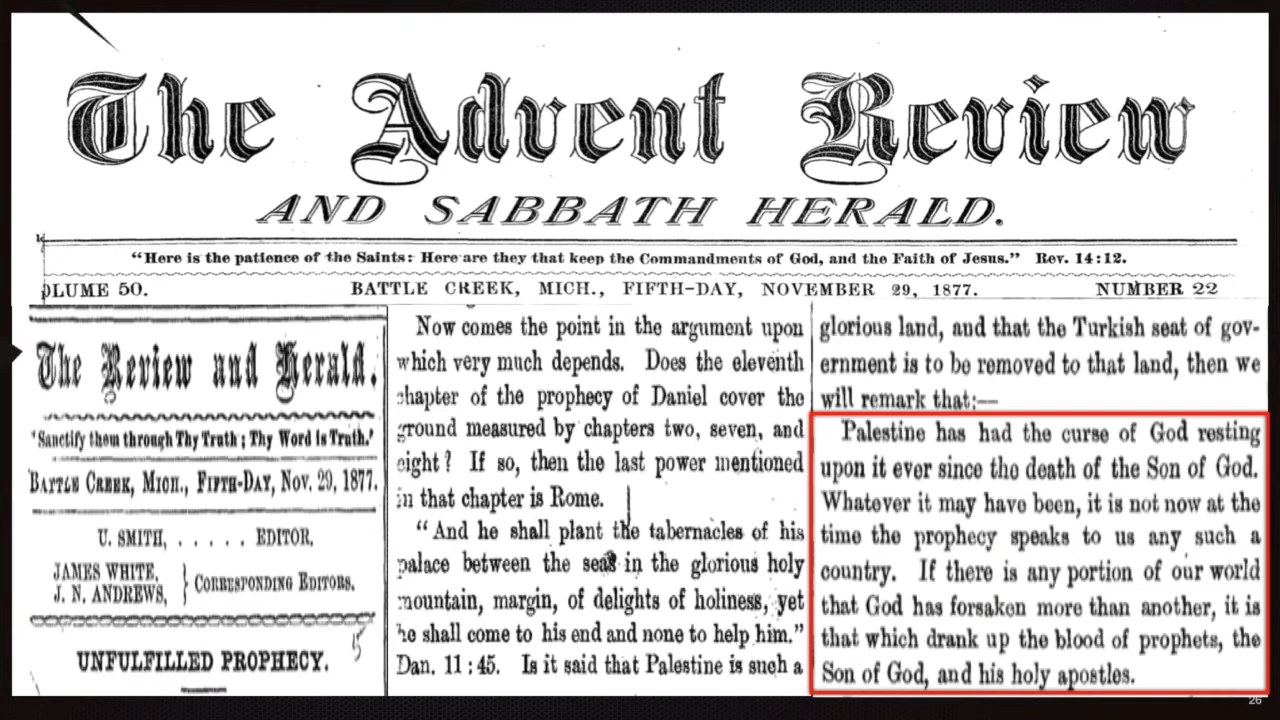 The Advent Review
AND SABBATH HERALD.
"Here is the patience of the Saints: Here are they that keep the Commandments of God, and the Faith of Jesus." Rev. 14:12.
OLUME 50. BATTLE CREEK, MICH., FIFTH-DAY, NOVEMBER 29, 1877. NUMBER 22
The Review and Herald.
"Sanctify them through Thy Truth; Thy Word is Truth."
BATTLE CREEK, MICH., FIFTH-DAY, NOV. 29, 1877.
U. SMITH, . . . . . EDITOR,
JAMES WHITE,
J. N. ANDREWS, } CORRESPONDING EDITORS.
UNFULFILLED PROPHECY.
Now comes the point in the argument upon
which very much depends. Does the eleventh
chapter of the prophecy of Daniel cover the
ground measured by chapters two, seven, and
eight? If so, then the last power mentioned
in that chapter is Rome.
"And he shall plant the tabernacles of his
palace between the seas in the glorious holy
mountain, margin, of delights of holiness, yet
he shall come to his end and none to help him."
Dan. 11:45. Is it said that Palestine is such a
glorious land, and that the Turkish seat of gov-
ernment is to be removed to that land, then we
will remark that:—
Palestine has had the curse of God resting
upon it ever since the death of the Son of God.
Whatever it may have been, it is not now at the
time the prophecy speaks to us any such a
country. If there is any portion of our world
that God has forsaken more than another, it is
that which drank up the blood of prophets, the
Son of God, and his holy apostles.
26